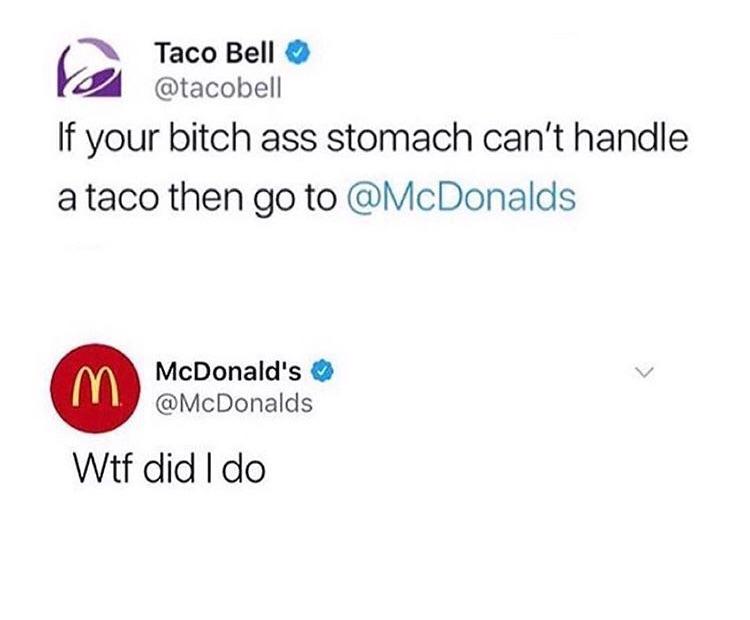 Taco Bell
@tacobell
If your bitch ass stomach can't handle
a taco then go to @McDonalds
McDonald's
@McDonalds
Wtf did I do